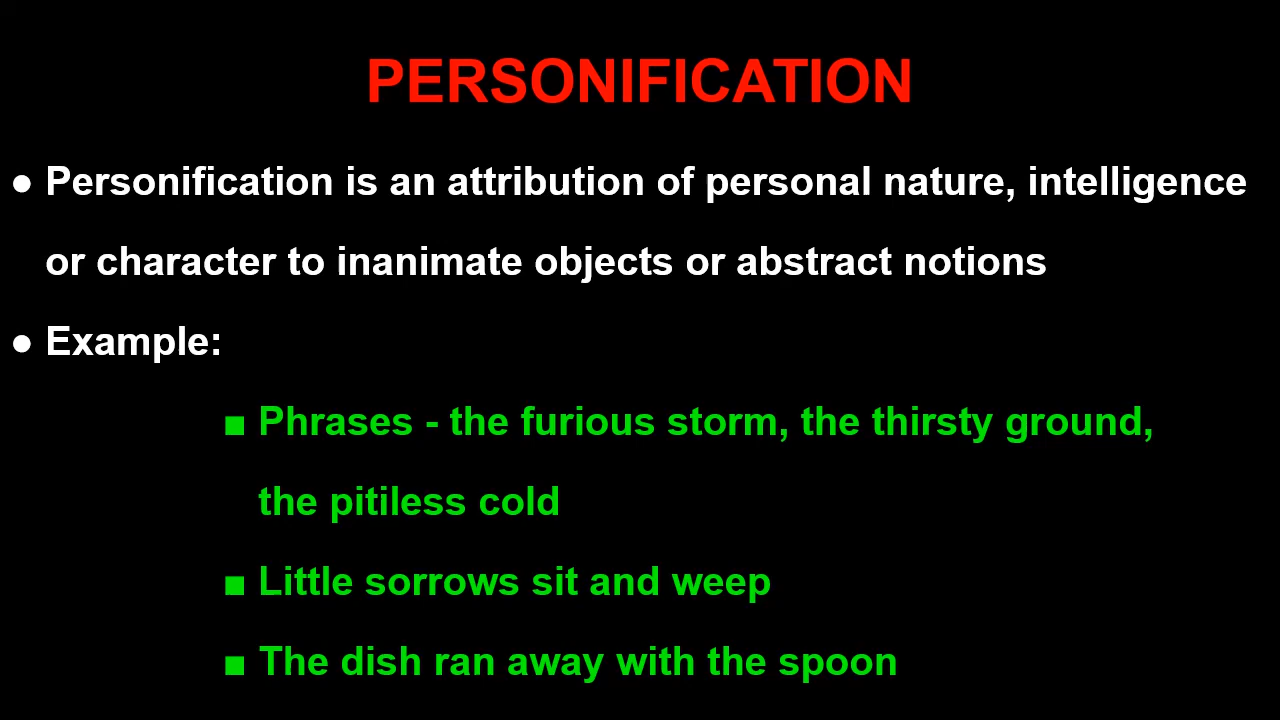 PERSONIFICATION
● Personification is an attribution of personal nature, intelligence
or character to inanimate objects or abstract notions
● Example:
■ Phrases - the furious storm, the thirsty ground,
the pitiless cold
■ Little sorrows sit and weep
■ The dish ran away with the spoon